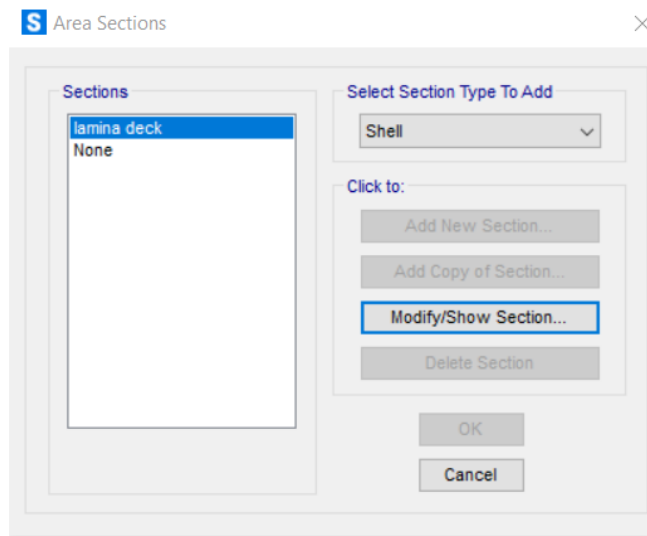 S Area Sections
Sections
lamina deck
None
Select Section Type To Add
Shell
Click to:
Add New Section...
Add Copy of Section...
Modify/Show Section...
Delete Section
OK
Cancel